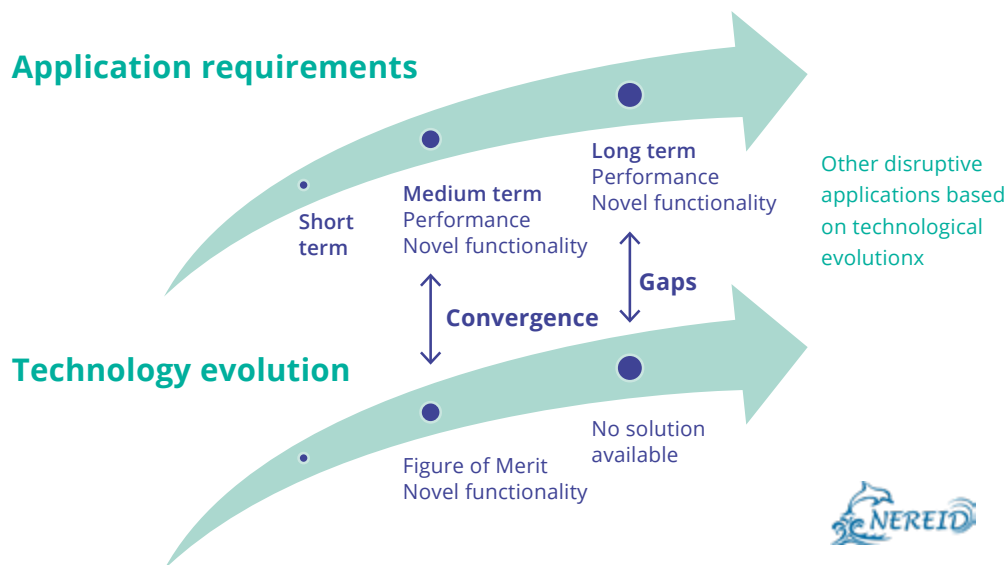 Application requirements
Short
term
Medium term
Performance
Novel functionality
Long term
Performance
Novel functionality
Other disruptive
applications based
on technological
evolutionx
Convergence
Gaps
Technology evolution
Figure of Merit
Novel functionality
No solution
available
NEREID